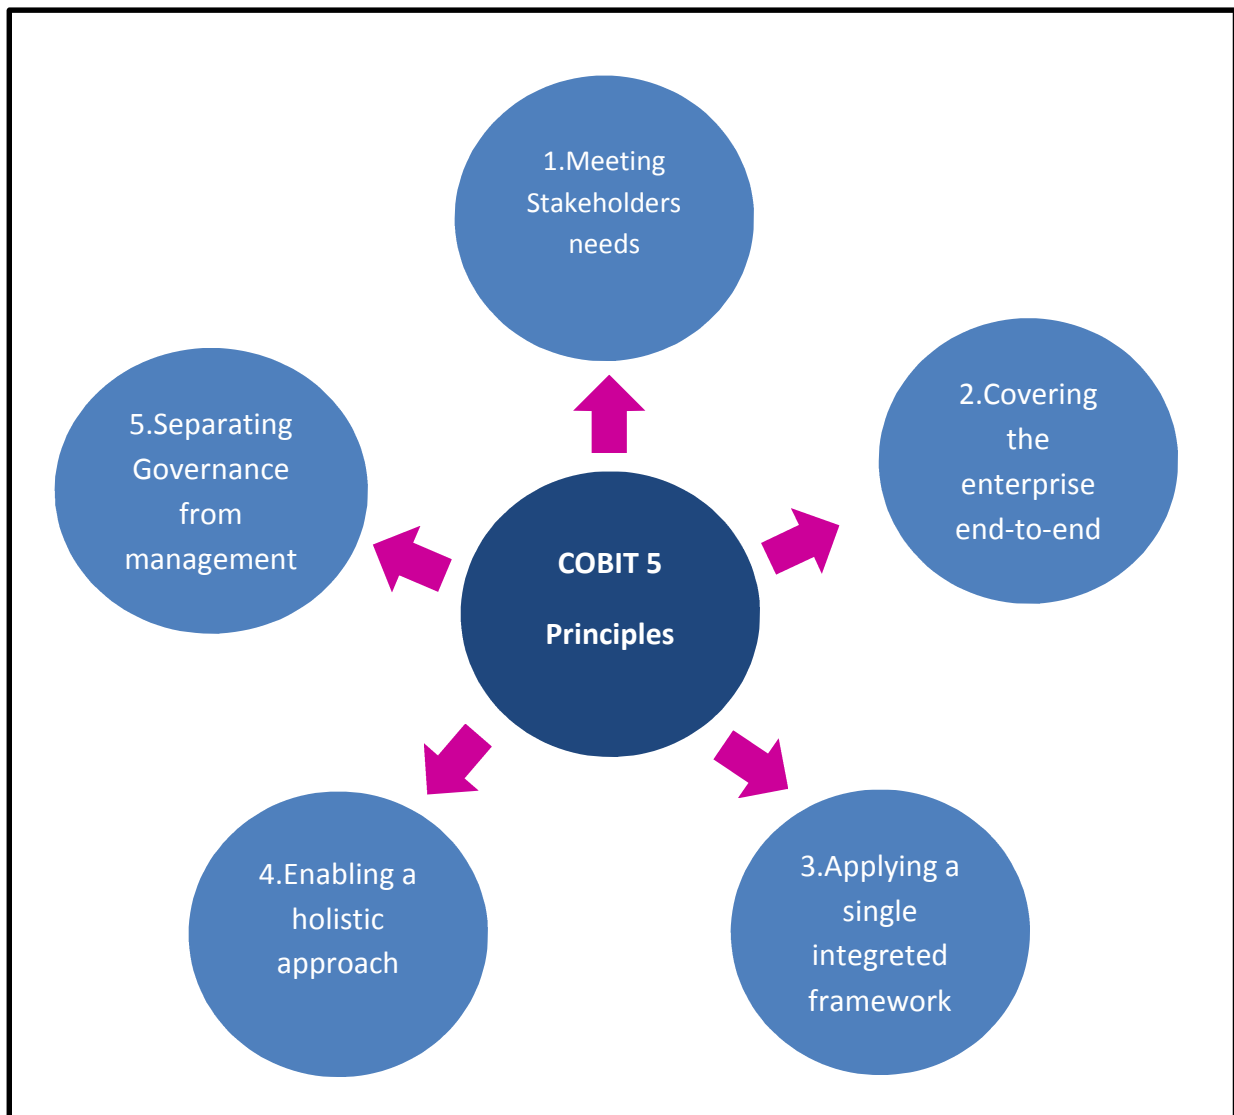 1.Meeting
Stakeholders
needs
2.Covering
the
enterprise
end-to-end
5.Separating
Governance
from
management
COBIT 5
Principles
4.Enabling a
holistic
approach
3.Applying a
single
integreted
framework